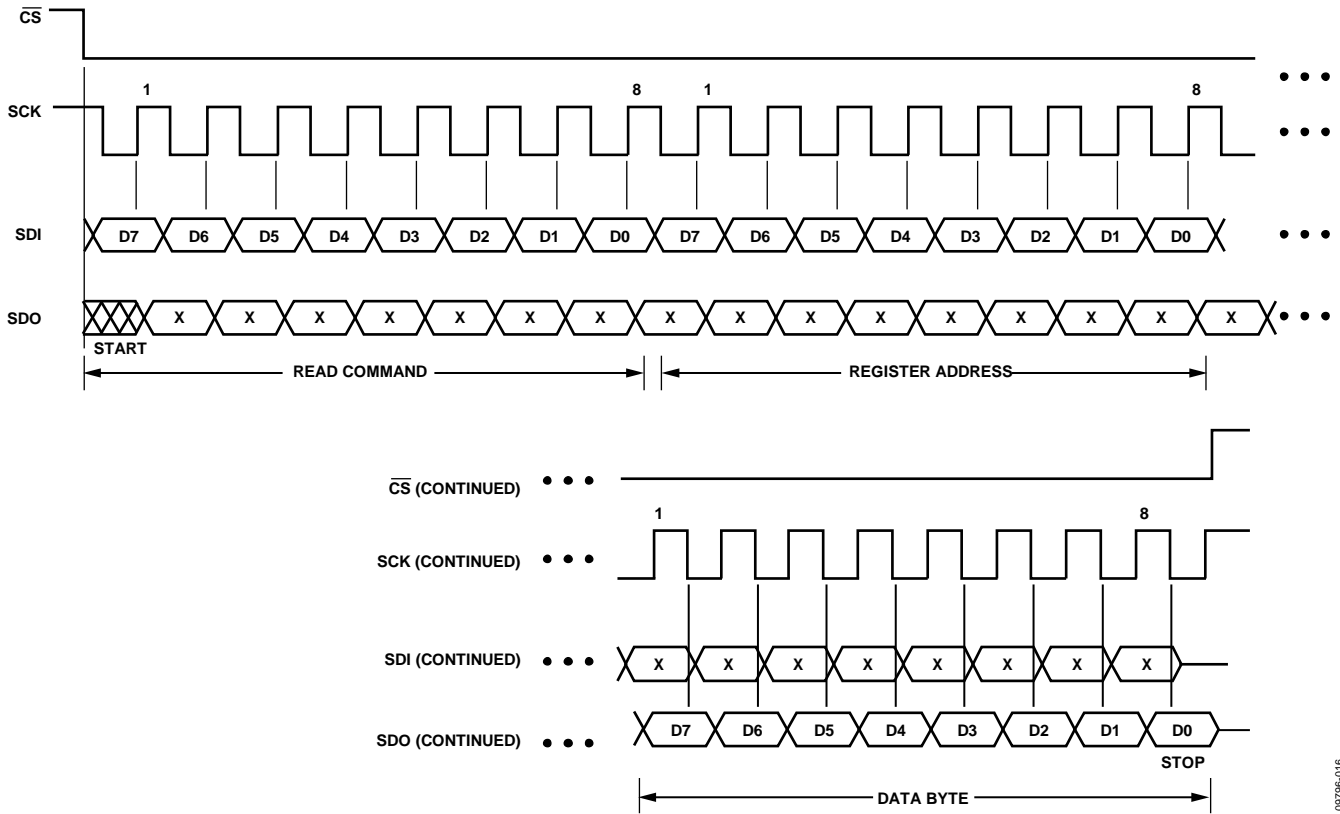 CS
1 8 1 8
SCK
SDI D7 D6 D5 D4 D3 D2 D1 D0 D7 D6 D5 D4 D3 D2 D1 D0
SDO X X X X X X X X X X X X X X X X
START
READ COMMAND REGISTER ADDRESS
CS (CONTINUED)
1 8
SCK (CONTINUED)
SDI (CONTINUED) X X X X X X X X
SDO (CONTINUED) D7 D6 D5 D4 D3 D2 D1 D0
STOP
DATA BYTE
09796-016